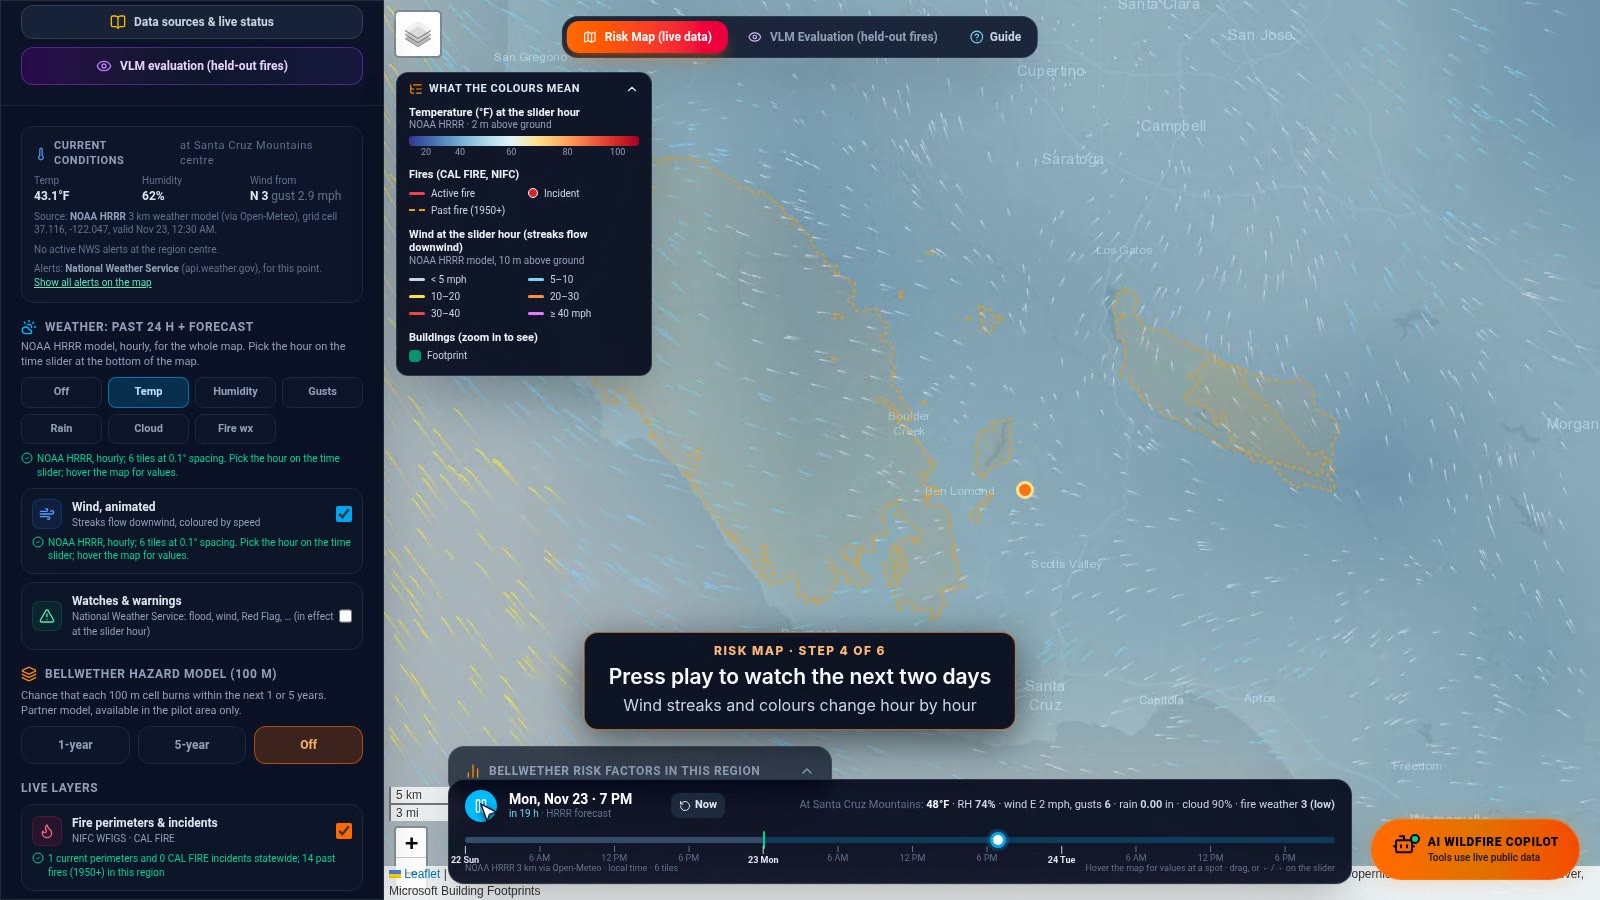 Data sources & live status
VLM evaluation (held-out fires)
CURRENT CONDITIONS
at Santa Cruz Mountains centre
Temp
Humidity
Wind from
43.1°F
62%
N 3 gust 2.9 mph
Source: NOAA HRRR 3 km weather model (via Open-Meteo), grid cell
37.116, -122.047, valid Nov 23, 12:30 AM.
No active NWS alerts at the region centre.
Alerts: National Weather Service (api.weather.gov), for this point.
Show all alerts on the map
WEATHER: PAST 24 H + FORECAST
NOAA HRRR model, hourly, for the whole map. Pick the hour on the
time slider at the bottom of the map.
Off
Temp
Humidity
Gusts
Rain
Cloud
Fire wx
NOAA HRRR, hourly; 6 tiles at 0.1° spacing. Pick the hour on the time
slider; hover the map for values.
Wind, animated
Streaks flow downwind, coloured by speed
NOAA HRRR, hourly; 6 tiles at 0.1° spacing. Pick the hour on the time
slider; hover the map for values.
Watches & warnings
National Weather Service: flood, wind, Red Flag, … (in effect
at the slider hour)
BELLWETHER HAZARD MODEL (100 M)
Chance that each 100 m cell burns within the next 1 or 5 years.
Partner model, available in the pilot area only.
1-year
5-year
Off
LIVE LAYERS
Fire perimeters & incidents
NIFC WFIGS · CAL FIRE
1 current perimeters and 0 CAL FIRE incidents statewide; 14 past
fires (1950+) in this region
Risk Map (live data)
VLM Evaluation (held-out fires)
Guide
WHAT THE COLOURS MEAN
Temperature (°F) at the slider hour
NOAA HRRR · 2 m above ground
20 40 60 80 100
Fires (CAL FIRE, NIFC)
Active fire
Incident
Past fire (1950+)
Wind at the slider hour (streaks flow
downwind)
NOAA HRRR model, 10 m above ground
< 5 mph
5–10
10–20
20–30
30–40
≥ 40 mph
Buildings (zoom in to see)
Footprint
Santa Clara
San Jose
San Gregorio
Cupertino
Campbell
Saratoga
Los Gatos
Morgan
Boulder
Creek
Ben Lomond
Scotts Valley
Santa
Cruz
Capitola
Aptos
Freedom
RISK MAP · STEP 4 OF 6
Press play to watch the next two days
Wind streaks and colours change hour by hour
BELLWETHER RISK FACTORS IN THIS REGION
5 km
3 mi
+
Mon, Nov 23 · 7 PM
in 19 h · HRRR forecast
Now
At Santa Cruz Mountains: 48°F · RH 74% · wind E 2 mph, gusts 6 · rain 0.00 in · cloud 90% · fire weather 3 (low)
22 Sun
6 AM
12 PM
6 PM
23 Mon
6 AM
12 PM
6 PM
24 Tue
6 AM
12 PM
6 PM
NOAA HRRR 3 km via Open-Meteo · local time · 6 tiles
Hover the map for values at a spot · drag, or ←/→ on the slider
AI WILDFIRE COPILOT
Tools use live public data
Leaflet |
Microsoft Building Footprints